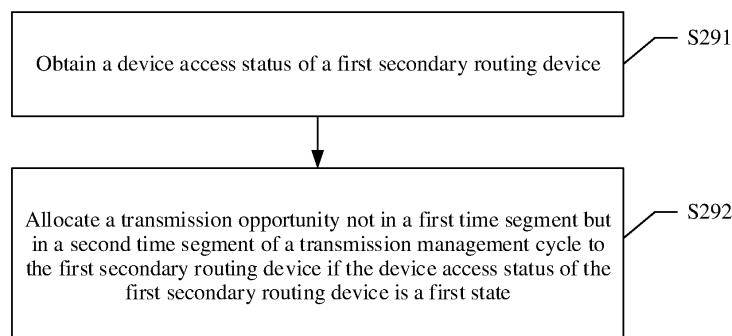 Obtain a device access status of a first secondary routing device
S291
Allocate a transmission opportunity not in a first time segment but
in a second time segment of a transmission management cycle to
the first secondary routing device if the device access status of the
first secondary routing device is a first state
S292